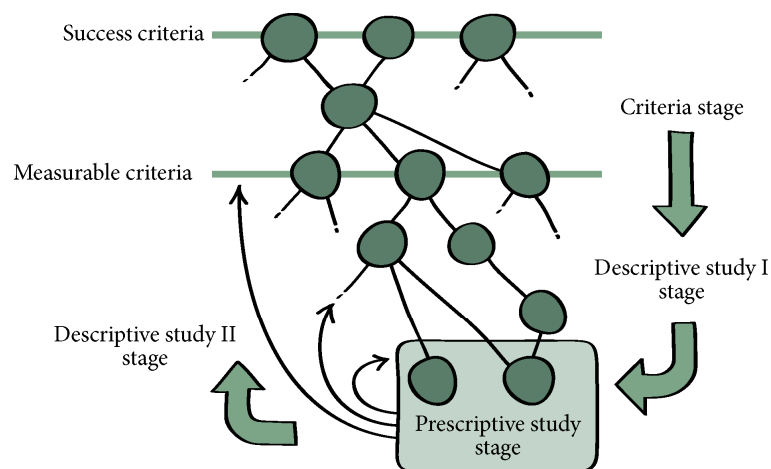 Success criteria
Criteria stage
Measurable criteria
Descriptive study I
stage
Descriptive study II
stage
Prescriptive study
stage